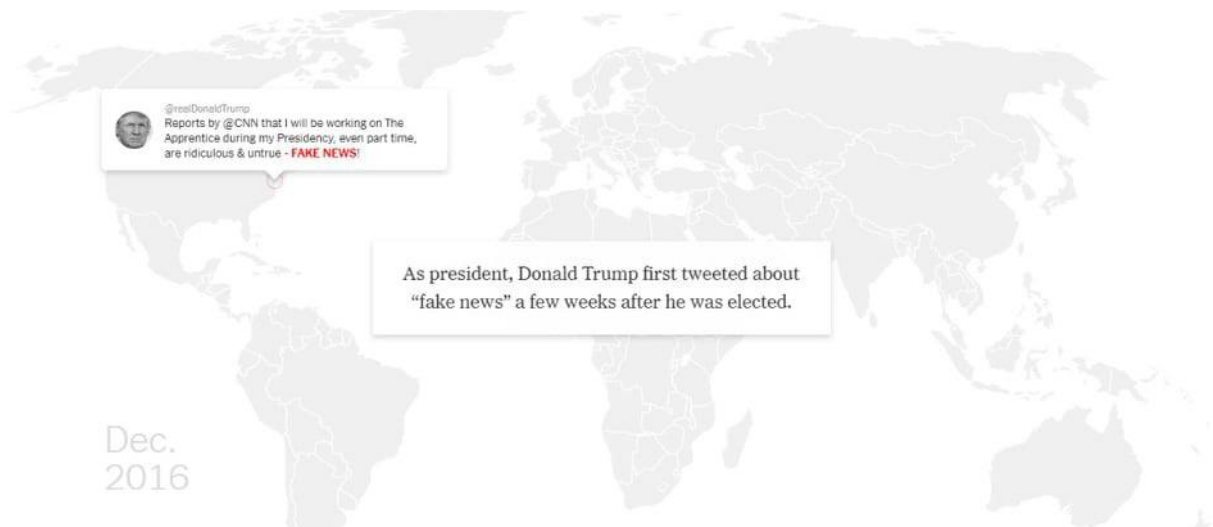 @realDonaldTrump
Reports by @CNN that I will be working on The
Apprentice during my Presidency, even part time,
are ridiculous & untrue - FAKE NEWS!
As president, Donald Trump first tweeted about
“fake news” a few weeks after he was elected.
Dec.
2016